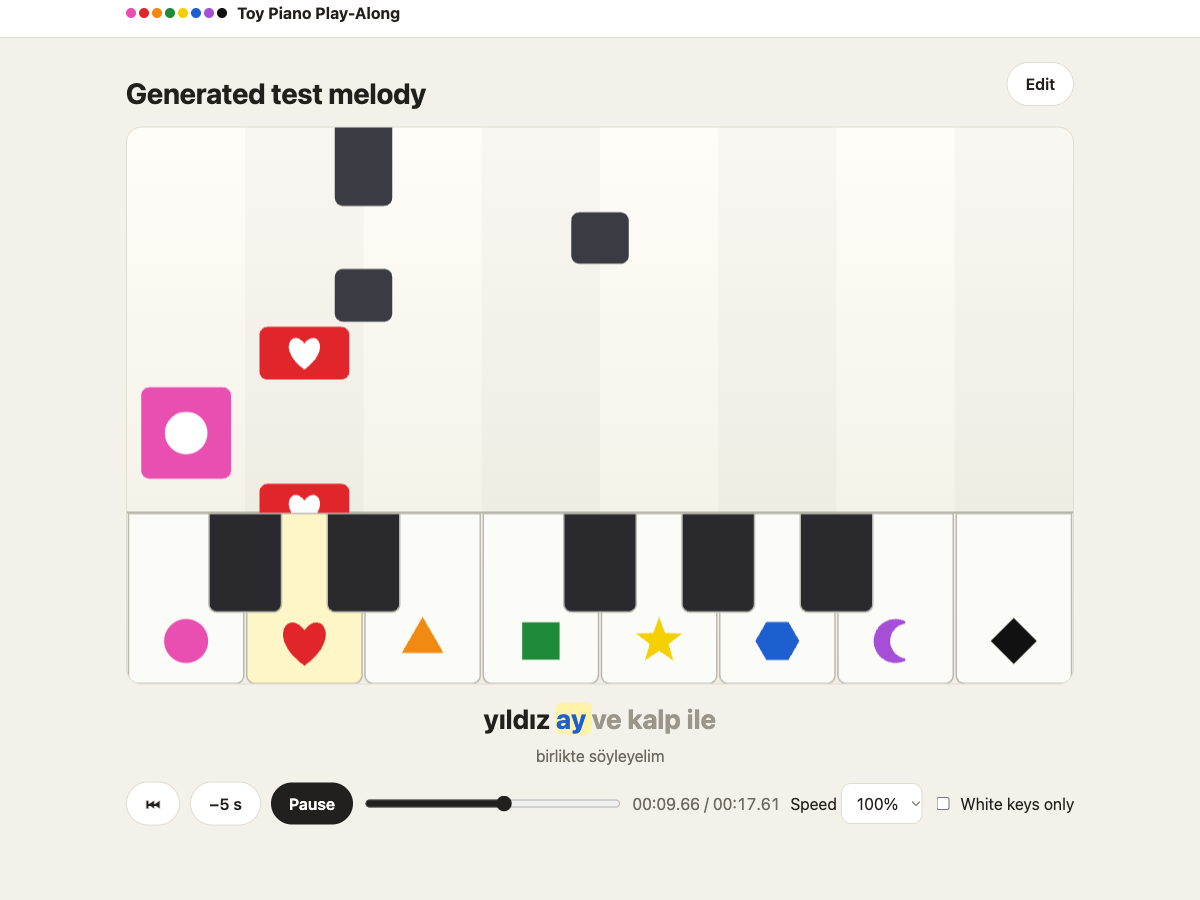 Toy Piano Play-Along
Generated test melody
Edit
yıldız ay ve kalp ile
birlikte söyleyelim
⏮ −5 s Pause 00:09.66 / 00:17.61 Speed 100% White keys only